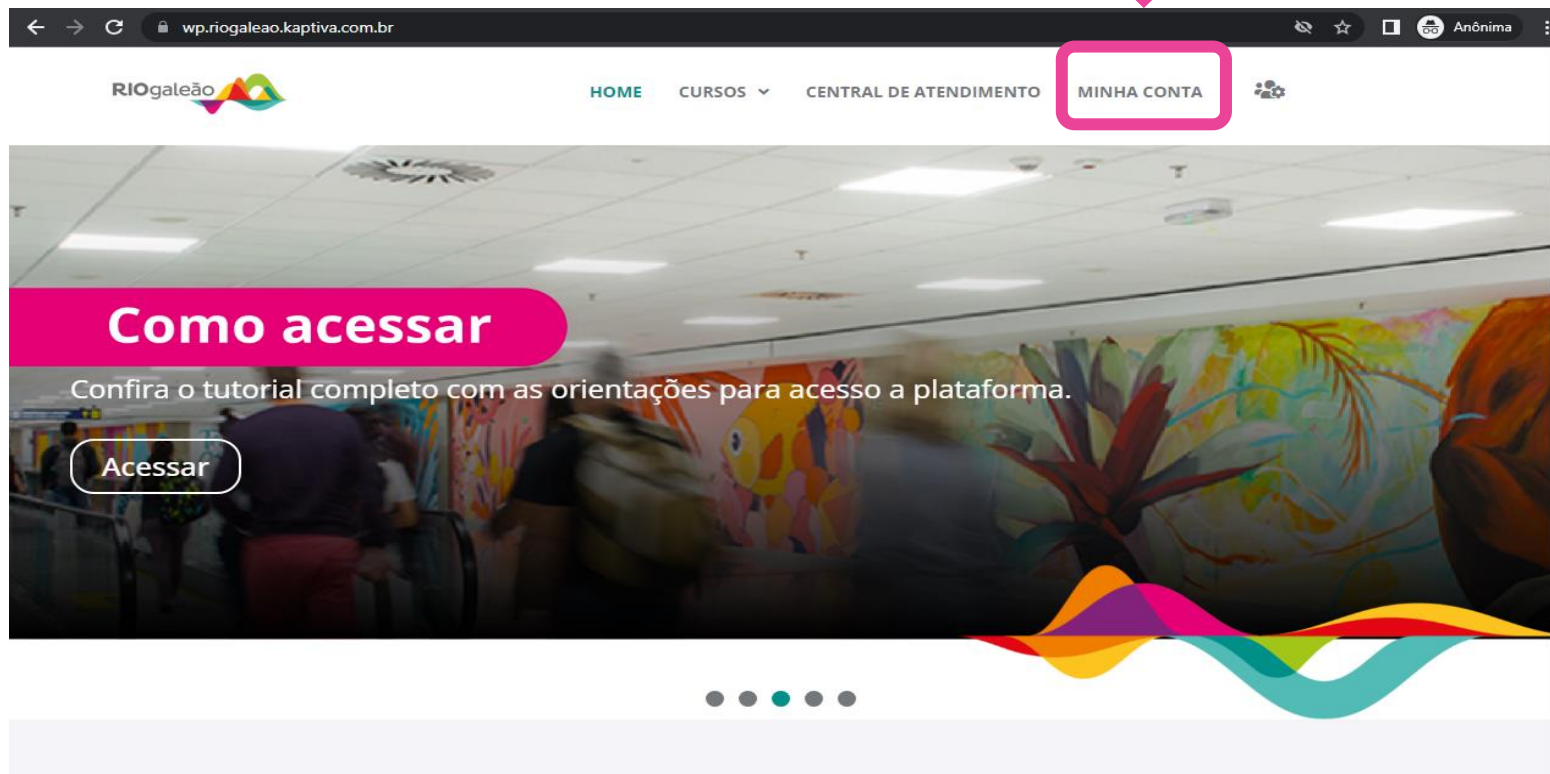 wp.riogaleao.kaptiva.com.br
Anônima
RIOgaleão
HOME
CURSOS
CENTRAL DE ATENDIMENTO
MINHA CONTA
Como acessar
Confira o tutorial completo com as orientações para acesso a plataforma.
Acessar